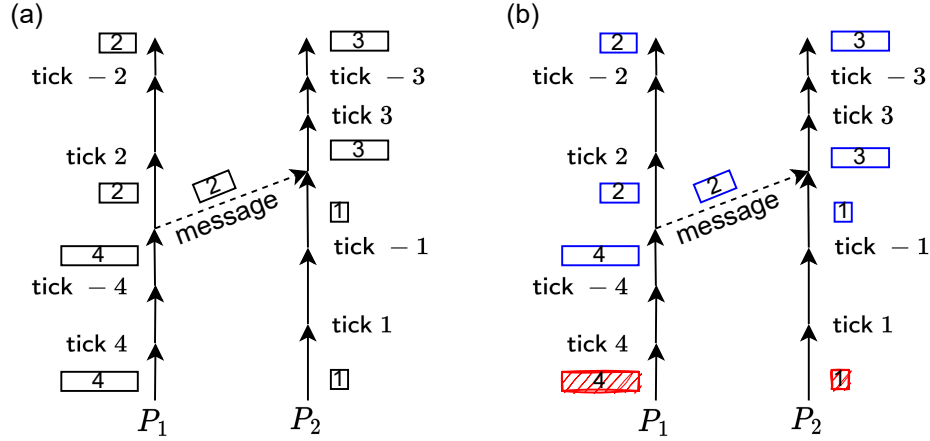 (a)
2
3
tick − 2
tick − 3
tick 3
3
tick 2
2
2
message
1
4
tick − 1
tick − 4
tick 4
tick 1
4
1
P₁
P₂
(b)
2
3
tick − 2
tick − 3
tick 3
3
tick 2
2
2
message
1
4
tick − 1
tick − 4
tick 4
tick 1
4
1
P₁
P₂